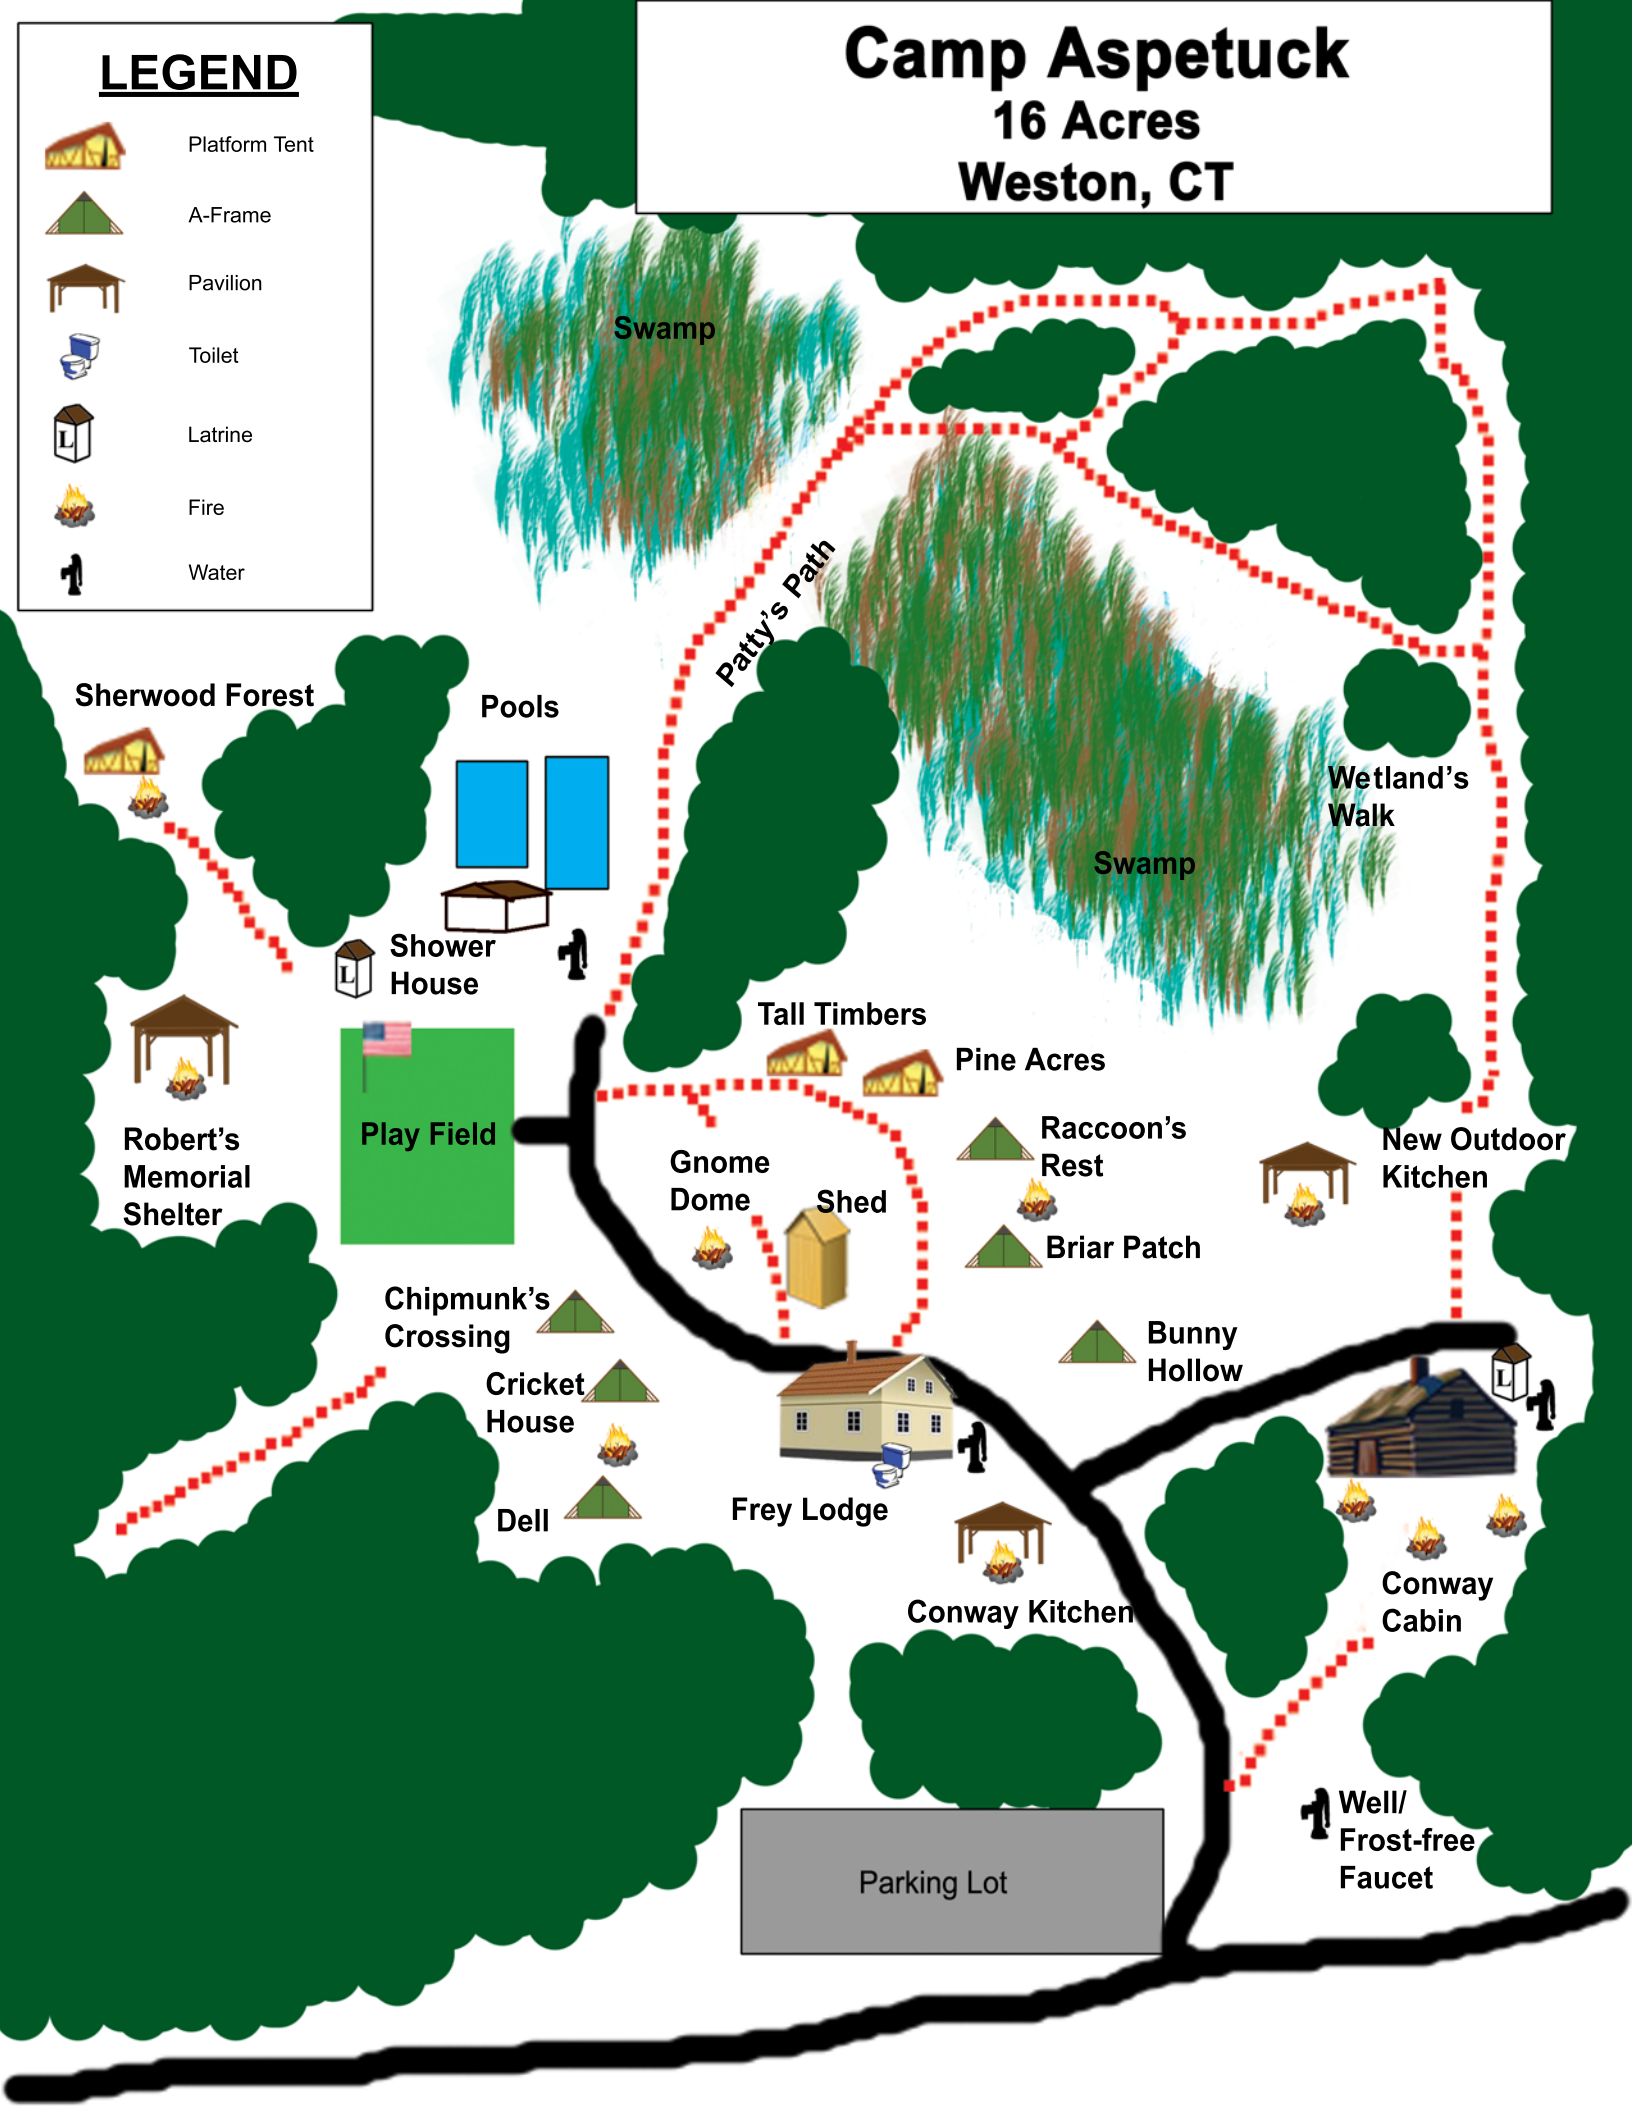 LEGEND
Platform Tent
A-Frame
Pavilion
Toilet
L
Latrine
Fire
Water
Camp Aspetuck
16 Acres
Weston, CT
Swamp
Patty's Path
Sherwood Forest
Pools
Wetland's
Walk
Swamp
L
Shower
House
Tall Timbers
Pine Acres
Play Field
Robert's
Memorial
Shelter
Raccoon's
Rest
New Outdoor
Kitchen
Gnome
Dome
Shed
Briar Patch
Chipmunk's
Crossing
Bunny
Hollow
L
Cricket
House
Dell
Frey Lodge
Conway Kitchen
Conway
Cabin
Well/
Frost-free
Faucet
Parking Lot